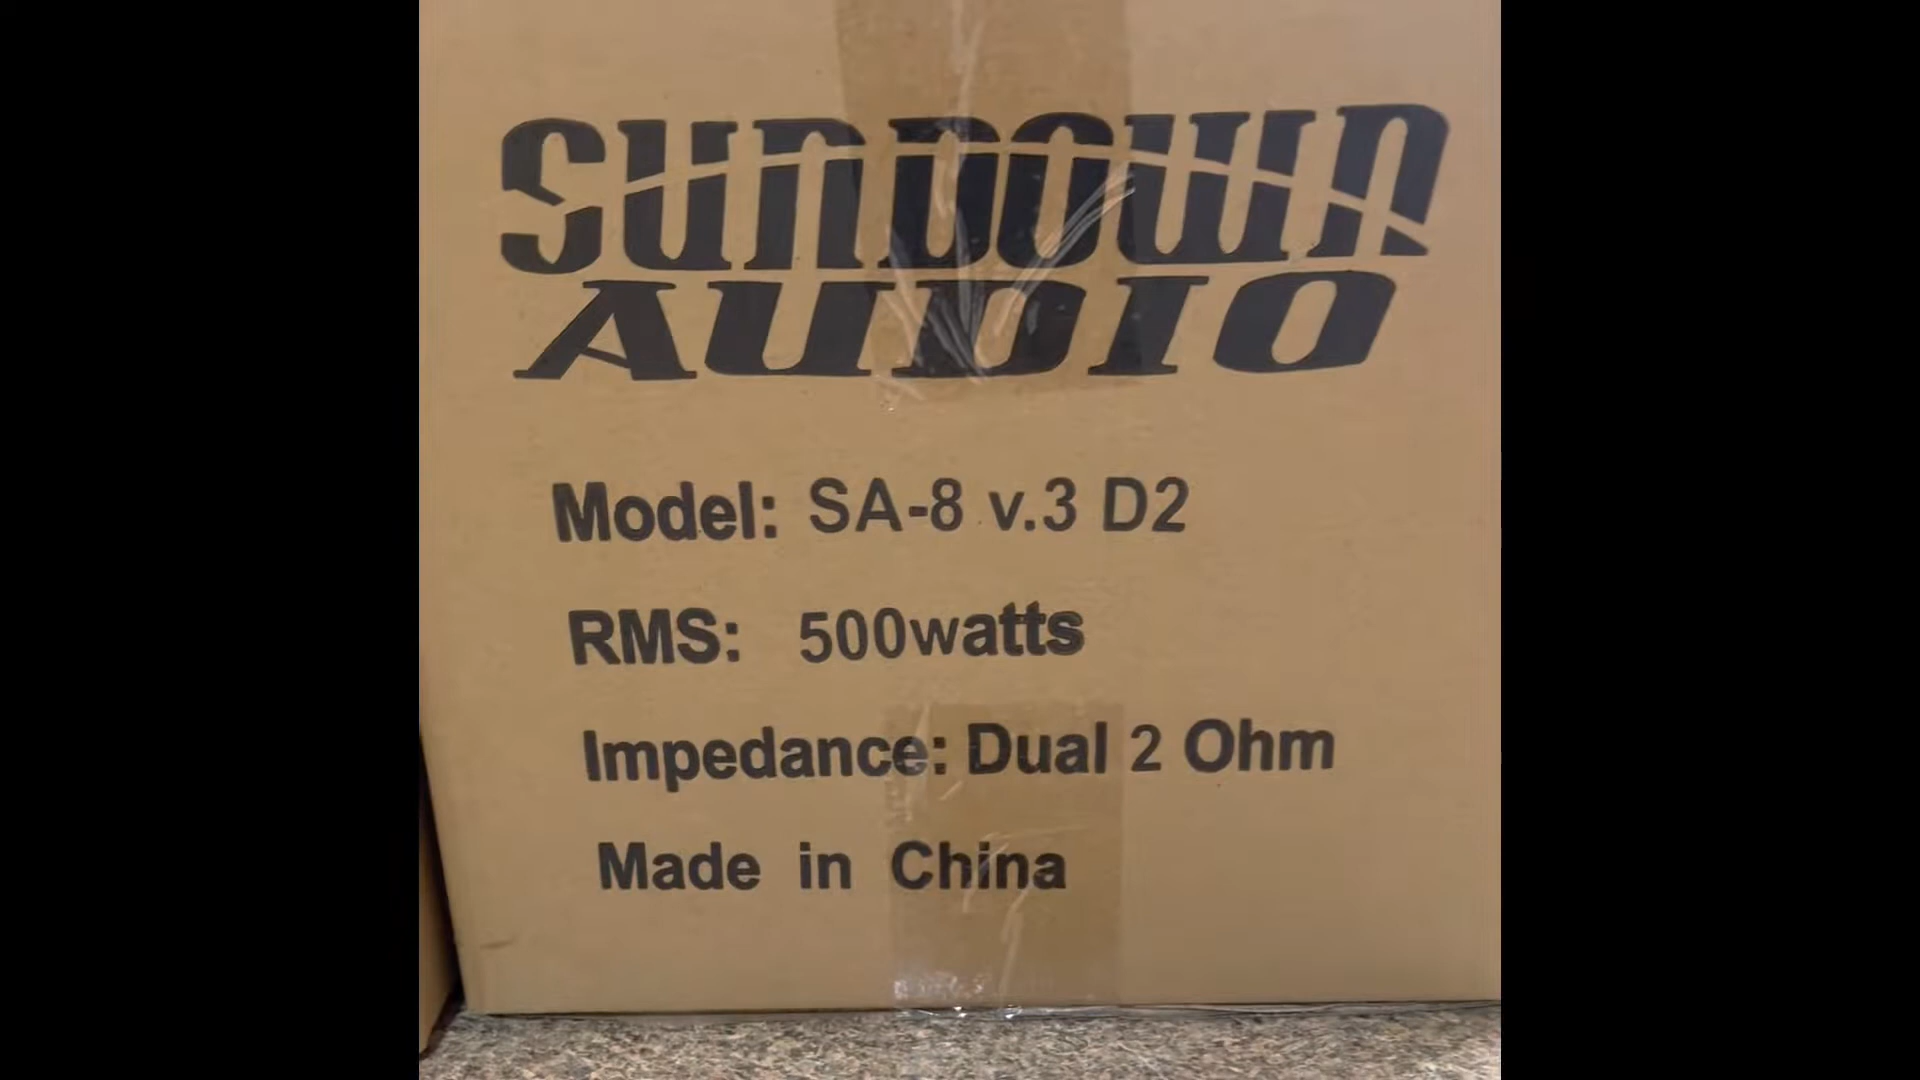 SUNDOWN
AUDIO
Model: SA-8 v.3 D2
RMS: 500watts
Impedance: Dual 2 Ohm
Made in China